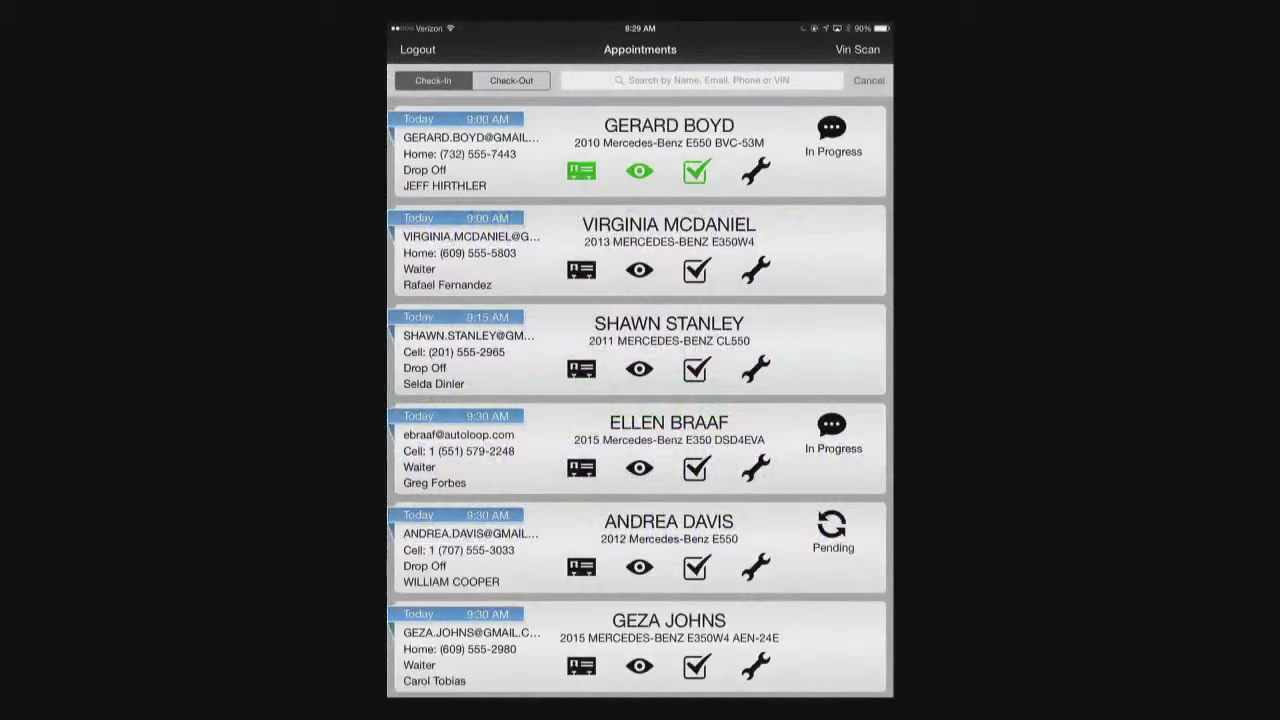 Verizon 8:29 AM 90%
Logout Appointments Vin Scan
Check-In Check-Out Search by Name, Email, Phone or VIN Cancel
Today 9:00 AM
GERARD.BOYD@GMAIL...
Home: (732) 555-7443
Drop Off
JEFF HIRTHLER
GERARD BOYD
2010 Mercedes-Benz E550 BVC-53M
In Progress
Today 9:00 AM
VIRGINIA.MCDANIEL@G...
Home: (609) 555-5803
Waiter
Rafael Fernandez
VIRGINIA MCDANIEL
2013 MERCEDES-BENZ E350W4
Today 9:15 AM
SHAWN.STANLEY@GM...
Cell: (201) 555-2965
Drop Off
Selda Dinler
SHAWN STANLEY
2011 MERCEDES-BENZ CL550
Today 9:30 AM
ebraaf@autoloop.com
Cell: 1 (551) 579-2248
Waiter
Greg Forbes
ELLEN BRAAF
2015 Mercedes-Benz E350 DSD4EVA
In Progress
Today 9:30 AM
ANDREA.DAVIS@GMAIL...
Cell: 1 (707) 555-3033
Drop Off
WILLIAM COOPER
ANDREA DAVIS
2012 Mercedes-Benz E550
Pending
Today 9:30 AM
GEZA.JOHNS@GMAIL.C...
Home: (609) 555-2980
Waiter
Carol Tobias
GEZA JOHNS
2015 MERCEDES-BENZ E350W4 AEN-24E